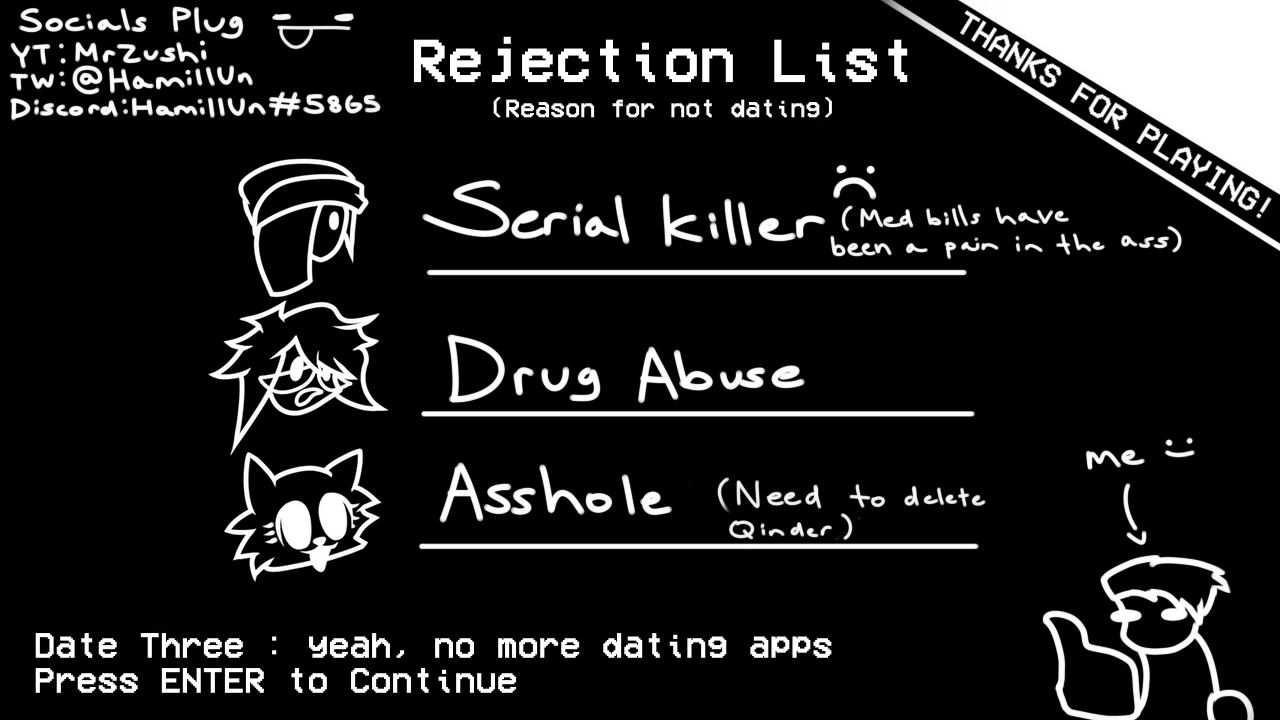 Socials Plug
YT:MrZushi
TW:@HamillUn
Discord:HamillUn#5865
Rejection List
(Reason for not dating)
THANKS FOR PLAYING!
Serial killer
(Med bills have
been a pain in the ass)
Drug Abuse
Asshole
(Need to delete
Qinder)
me
Date Three : yeah, no more dating apps
Press ENTER to Continue